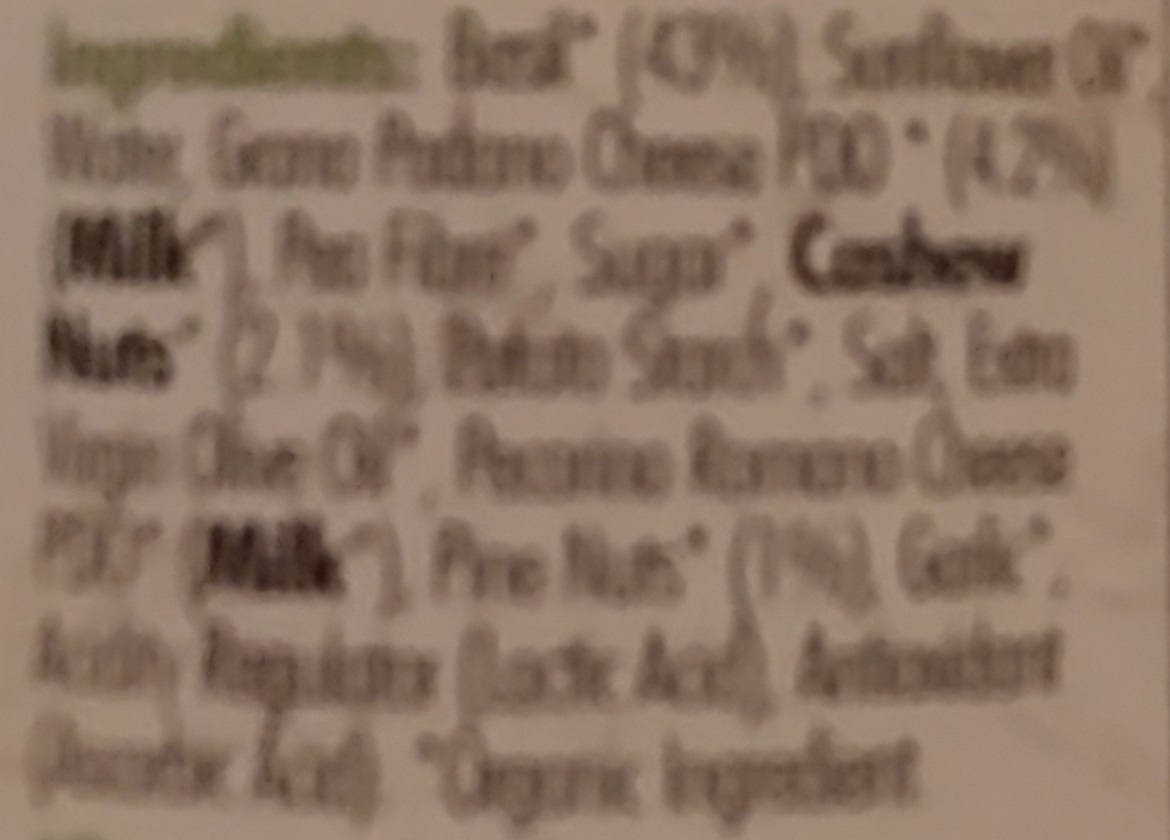 Ingredients: Basil* (43%), Sunflower Oil*,
Water, Grano Padano Cheese PDO * (4.2%)
(Milk*), Pea Fibre*, Sugar*, Cashew
Nuts* (2.1%), Potato Starch*, Salt, Extra
Virgin Olive Oil*, Pecorino Romano Cheese
PDO* (Milk*), Pine Nuts* (1%), Garlic*,
Acidity Regulator (Lactic Acid), Antioxidant
(Ascorbic Acid) *Organic Ingredient